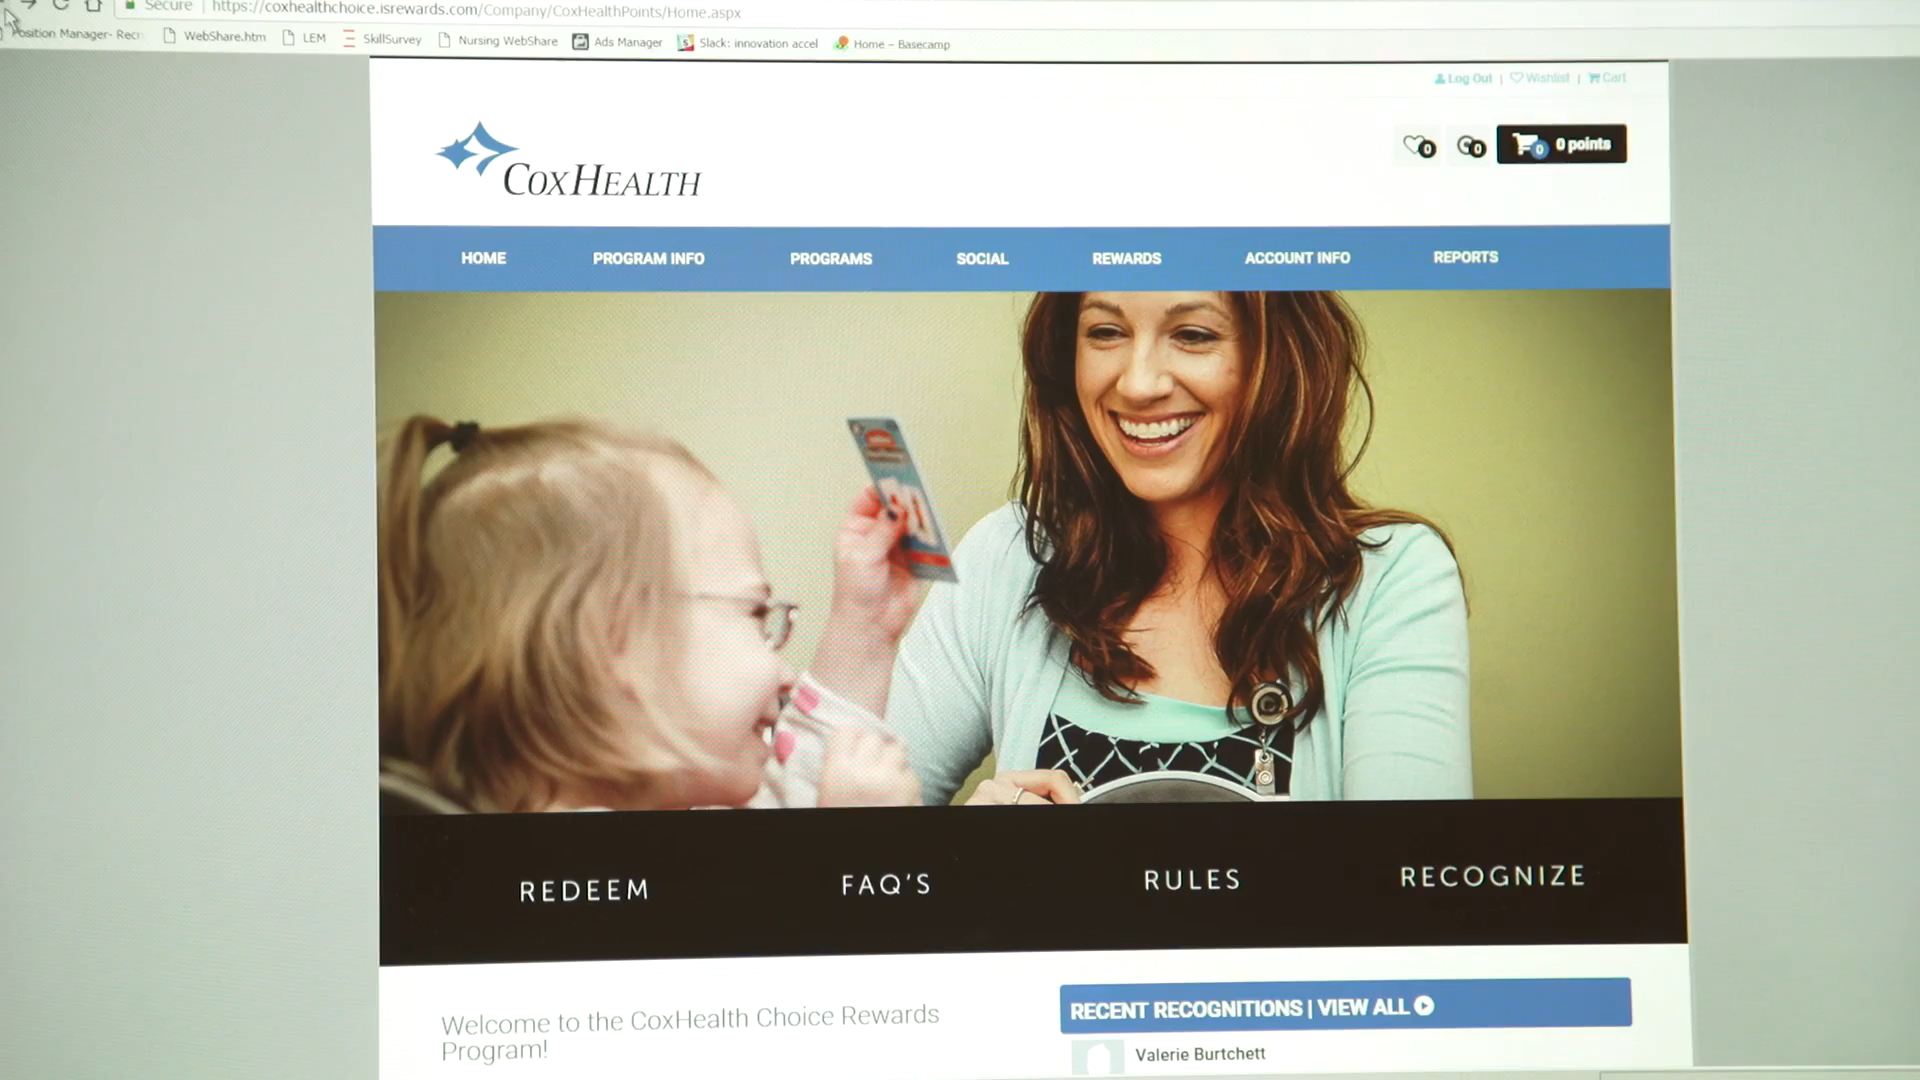 Secure | https://coxhealthchoice.isrewards.com/Company/CoxHealthPoints/Home.aspx
Position Manager- Recr WebShare.htm LEM SkillSurvey Nursing WebShare Ads Manager Slack: innovation accel Home – Basecamp
Log Out | Wishlist | Cart
0 0 0 0 points
COXHEALTH
HOME PROGRAM INFO PROGRAMS SOCIAL REWARDS ACCOUNT INFO REPORTS
REDEEM FAQ'S RULES RECOGNIZE
Welcome to the CoxHealth Choice Rewards
Program!
RECENT RECOGNITIONS | VIEW ALL
Valerie Burtchett